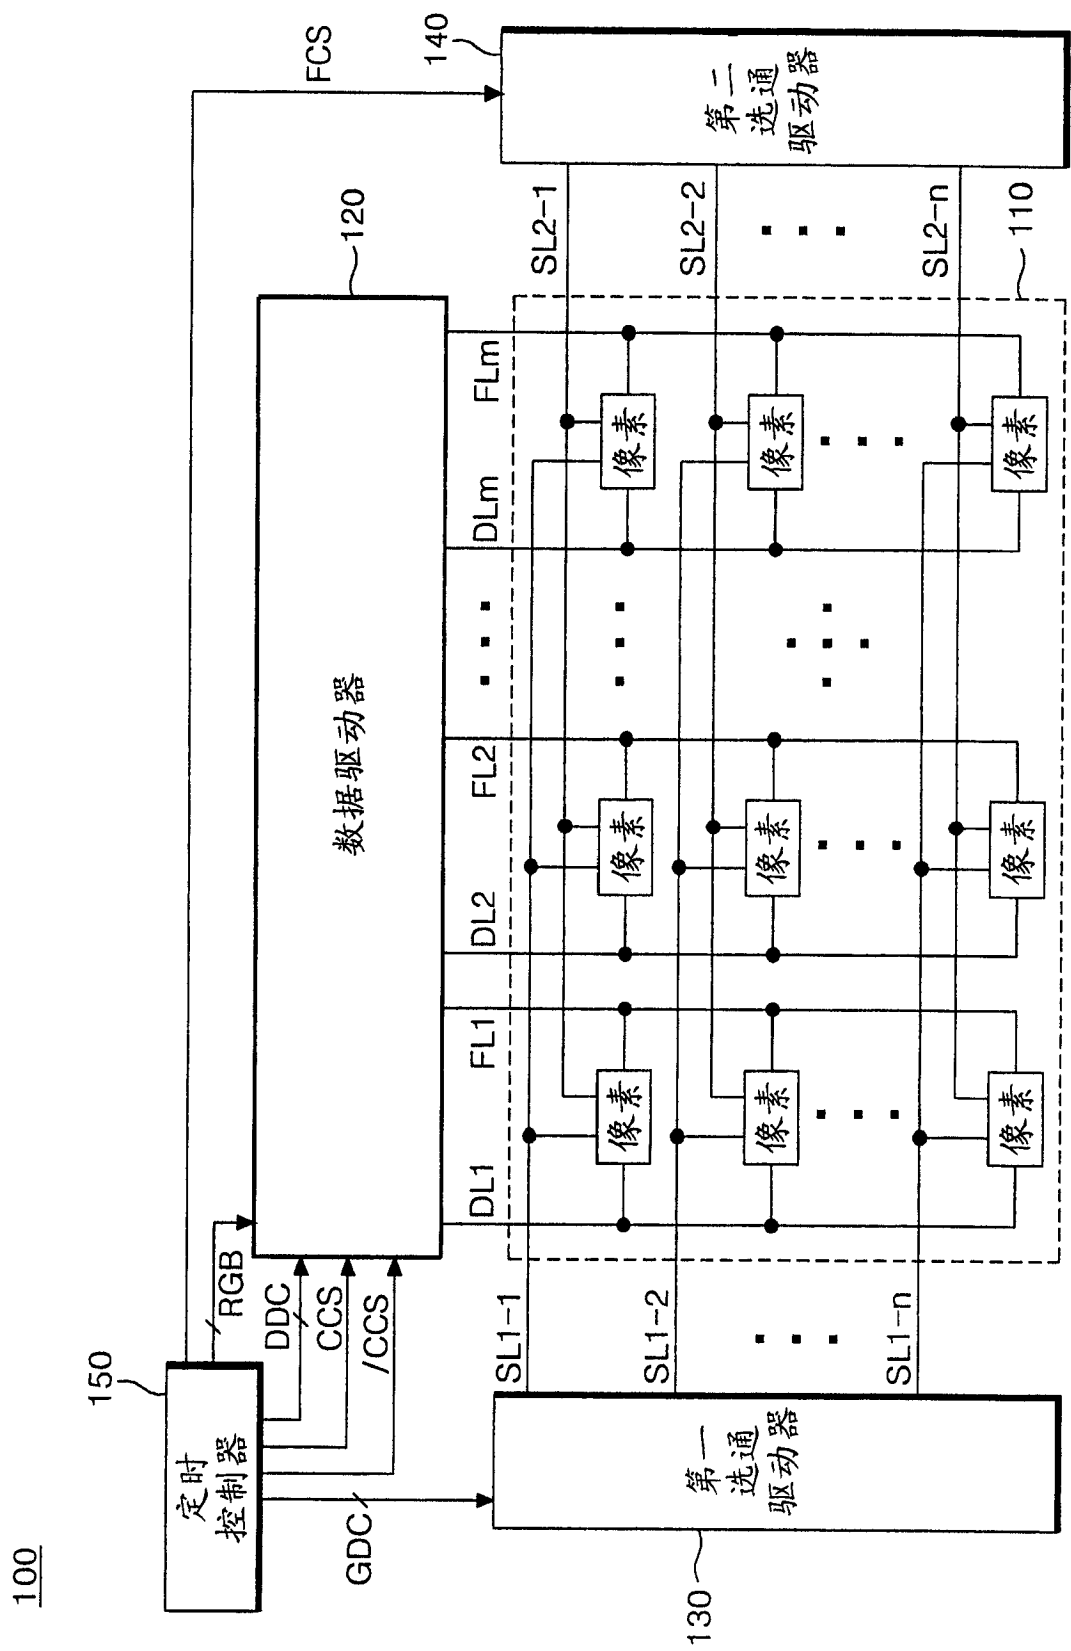 100
150
定时
控制器
FCS
RGB
DDC
CCS
/CCS
GDC
120
数据驱动器
140
第二
选通
驱动器
130
第一
选通
驱动器
110
DL1
FL1
DL2
FL2
DLm
FLm
SL1-1
SL2-1
像素
像素
像素
SL1-2
SL2-2
像素
像素
像素
SL1-n
SL2-n
像素
像素
像素